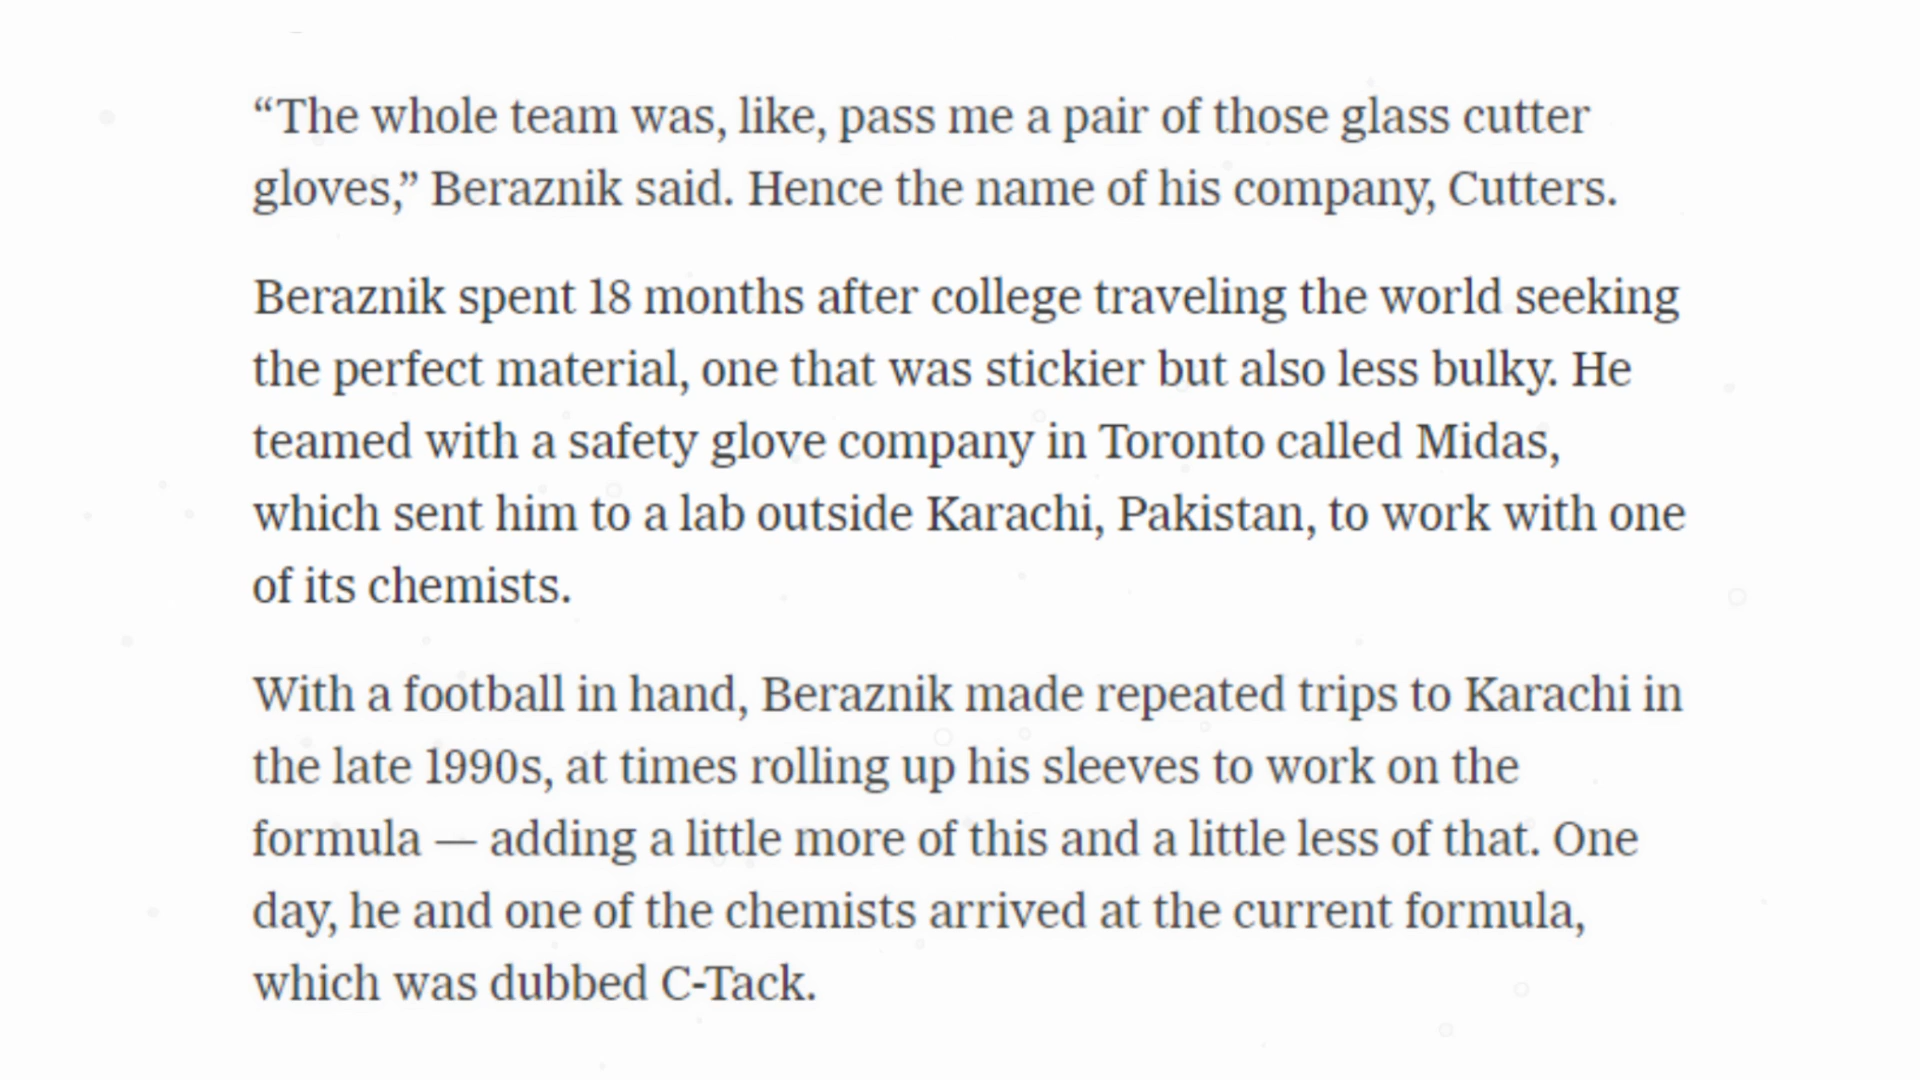 “The whole team was, like, pass me a pair of those glass cutter
gloves,” Beraznik said. Hence the name of his company, Cutters.
Beraznik spent 18 months after college traveling the world seeking
the perfect material, one that was stickier but also less bulky. He
teamed with a safety glove company in Toronto called Midas,
which sent him to a lab outside Karachi, Pakistan, to work with one
of its chemists.
With a football in hand, Beraznik made repeated trips to Karachi in
the late 1990s, at times rolling up his sleeves to work on the
formula — adding a little more of this and a little less of that. One
day, he and one of the chemists arrived at the current formula,
which was dubbed C-Tack.